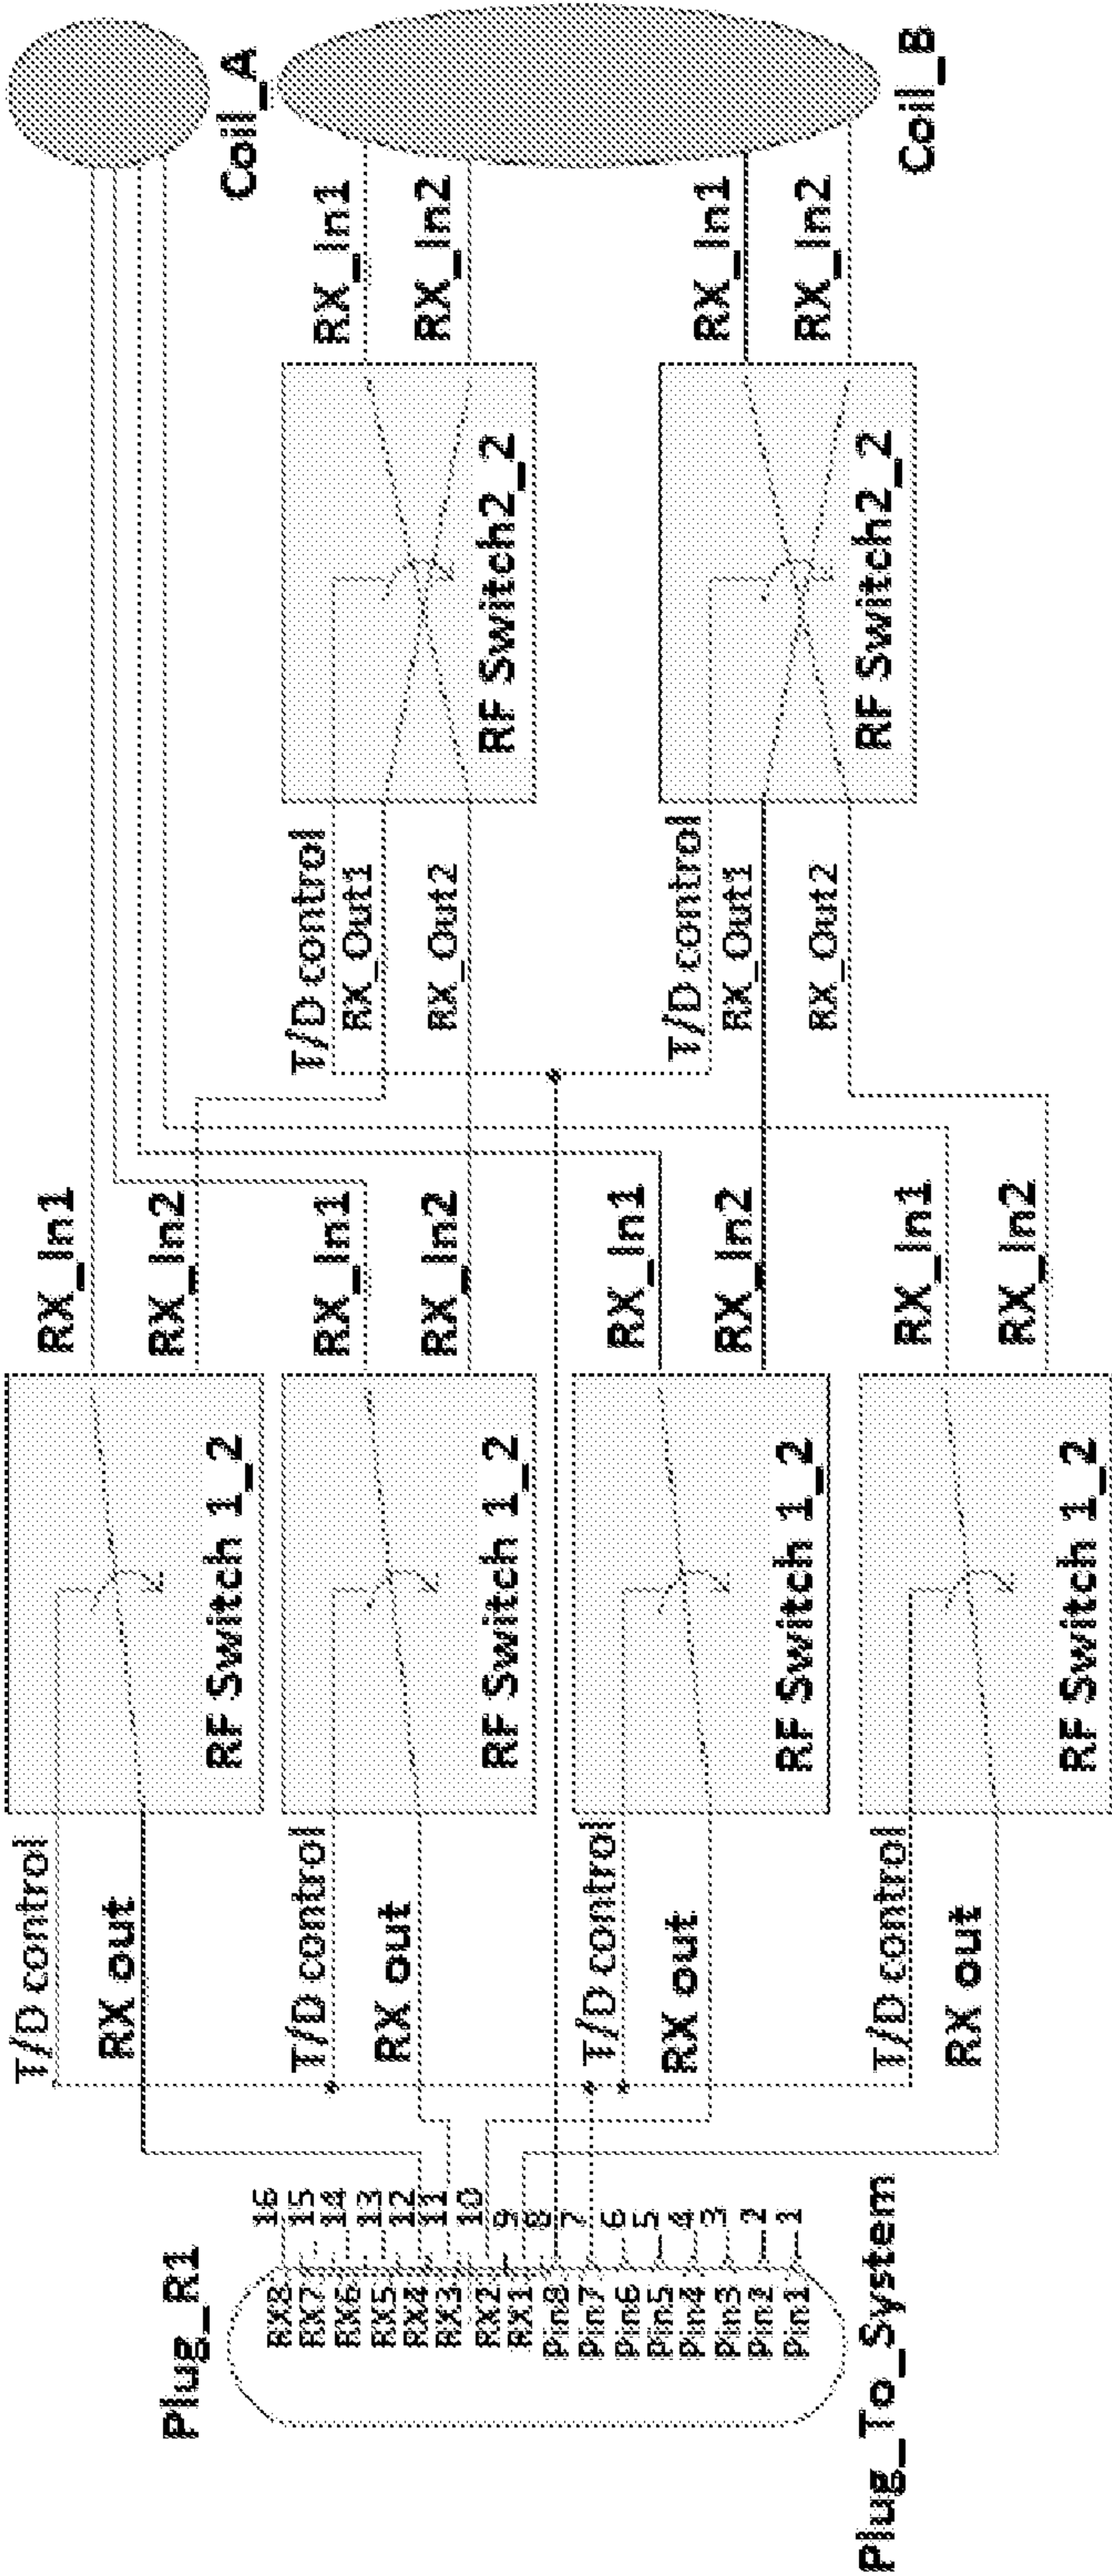 Plug_R1
RX8 16
RX7 15
RX6 14
RX5 13
RX4 12
RX3 11
RX2 10
RX1 9
Pin8 8
Pin7 7
Pin6 6
Pin5 5
Pin4 4
Pin3 3
Pin2 2
Pin1 1
Plug_To_System
T/D control
RX out
RF Switch 1_2
RX_In1
RX_In2
T/D control
RX out
RF Switch 1_2
RX_In1
RX_In2
T/D control
RX out
RF Switch 1_2
RX_In1
RX_In2
T/D control
RX out
RF Switch 1_2
RX_In1
RX_In2
T/D control
RX_Out1
RX_Out2
RF Switch2_2
RX_In1
RX_In2
T/D control
RX_Out1
RX_Out2
RF Switch2_2
RX_In1
RX_In2
Coil_A
Coil_B